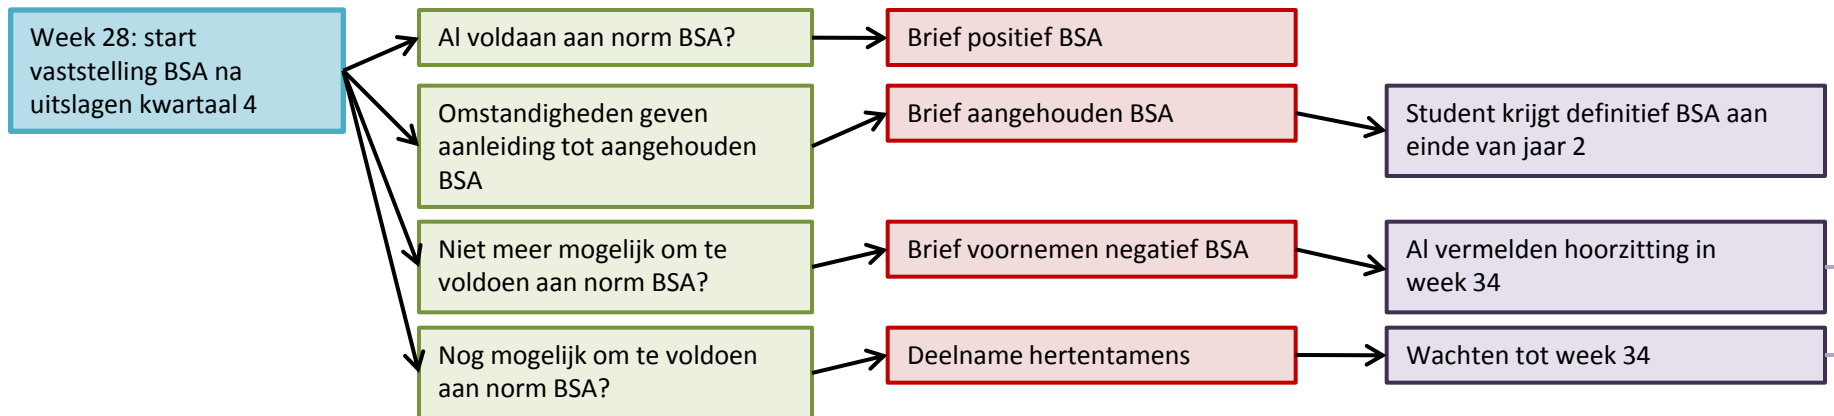 Week 28: start
vaststelling BSA na
uitslagen kwartaal 4
Al voldaan aan norm BSA?
Brief positief BSA
Omstandigheden geven
aanleiding tot aangehouden
BSA
Brief aangehouden BSA
Student krijgt definitief BSA aan
einde van jaar 2
Niet meer mogelijk om te
voldoen aan norm BSA?
Brief voornemen negatief BSA
Al vermelden hoorzitting in
week 34
Nog mogelijk om te voldoen
aan norm BSA?
Deelname hertentamens
Wachten tot week 34